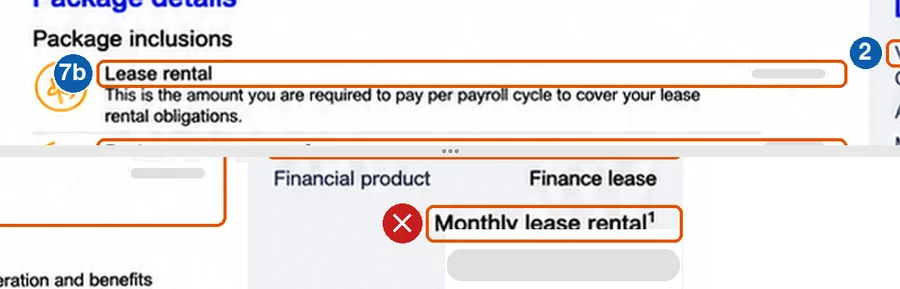 Package details
Package inclusions
7b
Lease rental
2
This is the amount you are required to pay per payroll cycle to cover your lease
rental obligations.
Financial product
Finance lease
Monthly lease rental¹
eration and benefits